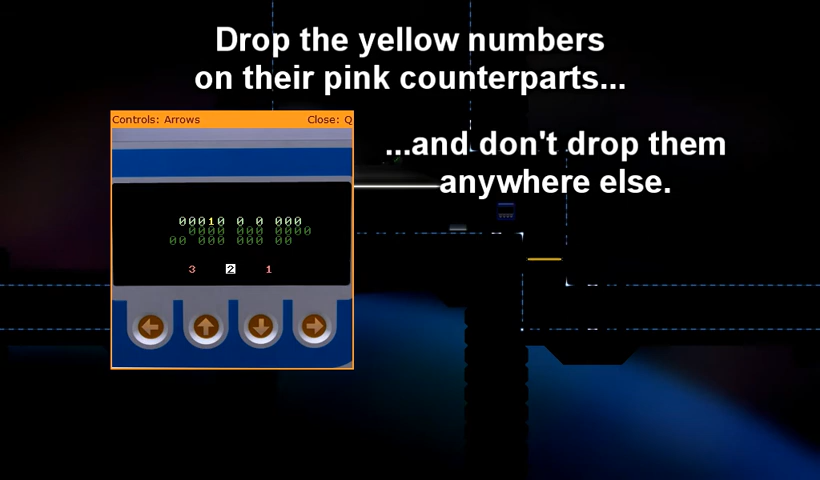 Drop the yellow numbers
on their pink counterparts...
...and don't drop them
anywhere else.
Controls: Arrows Close: Q
00010 0 0 000
0000 000 0000
00 000 000 00
3 2 1